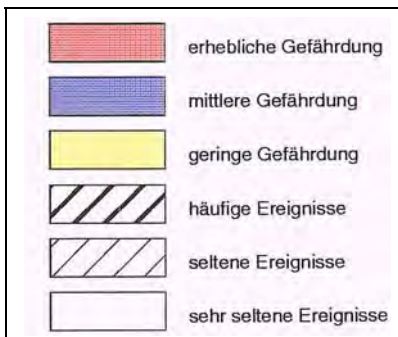 erhebliche Gefährdung
mittlere Gefährdung
geringe Gefährdung
häufige Ereignisse
seltene Ereignisse
sehr seltene Ereignisse